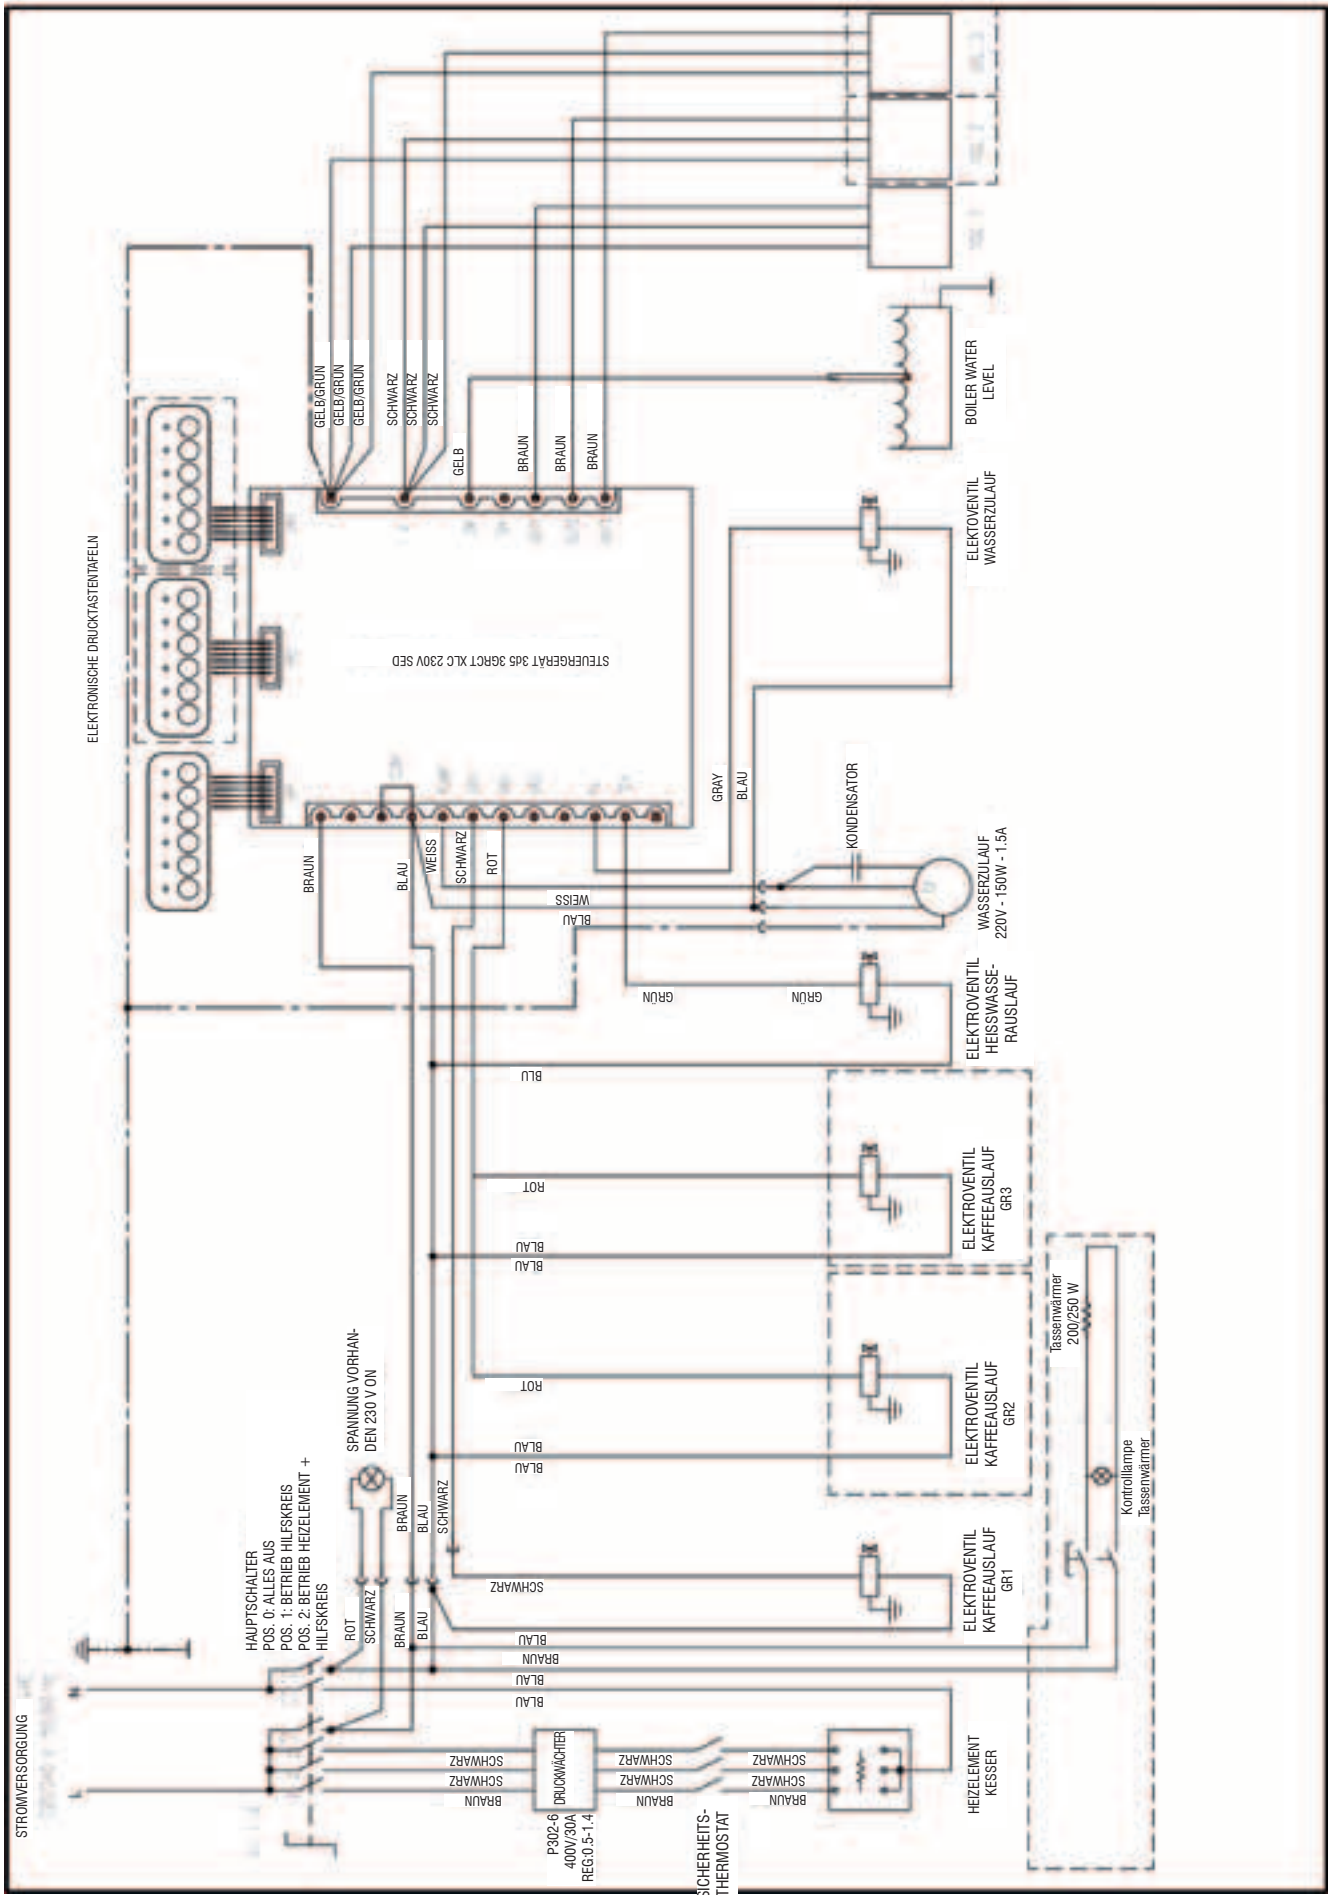 STROMVERSORGUNG
L
N
HAUPTSCHALTER
POS. 0: ALLES AUS
POS. 1: BETRIEB HILFSKREIS
POS. 2: BETRIEB HEIZELEMENT +
HILFSKREIS
SPANNUNG VORHAN-
DEN 230 V ON
ROT
SCHWARZ
BRAUN
BLAU
BRAUN
BLAU
SCHWARZ
BLAU
BRAUN
BLAU
BLAU
SCHWARZ
SCHWARZ
BRAUN
P302-6
400V/30A
REG:0.5-1.4
DRUCKWÄCHTER
SCHWARZ
SCHWARZ
BRAUN
SICHERHEITS-
THERMOSTAT
SCHWARZ
SCHWARZ
BRAUN
HEIZELEMENT
KESSER
SCHWARZ
ELEKTROVENTIL
KAFFEEAUSLAUF
GR1
Kontrolllampe
Tassenwärmer
Tassenwärmer
200/250 W
ROT
BLAU
BLAU
ELEKTROVENTIL
KAFFEEAUSLAUF
GR2
ROT
BLAU
BLAU
ELEKTROVENTIL
KAFFEEAUSLAUF
GR3
BLU
GRÜN
GRÜN
ELEKTROVENTIL
HEISSWASSE-
RAUSLAUF
BRAUN
BLAU
WEISS
SCHWARZ
ROT
WEISS
BLAU
KONDENSATOR
WASSERZULAUF
220V - 150W - 1.5A
GRAY
BLAU
ELEKTOVENTIL
WASSERZULAUF
ELEKTRONISCHE DRUCKTASTENTAFELN
STEUERGERÄT 3d5 3GRCT XLC 230V SED
GELB/GRÜN
GELB/GRÜN
GELB/GRÜN
SCHWARZ
SCHWARZ
SCHWARZ
GELB
BRAUN
BRAUN
BRAUN
BOILER WATER
LEVEL